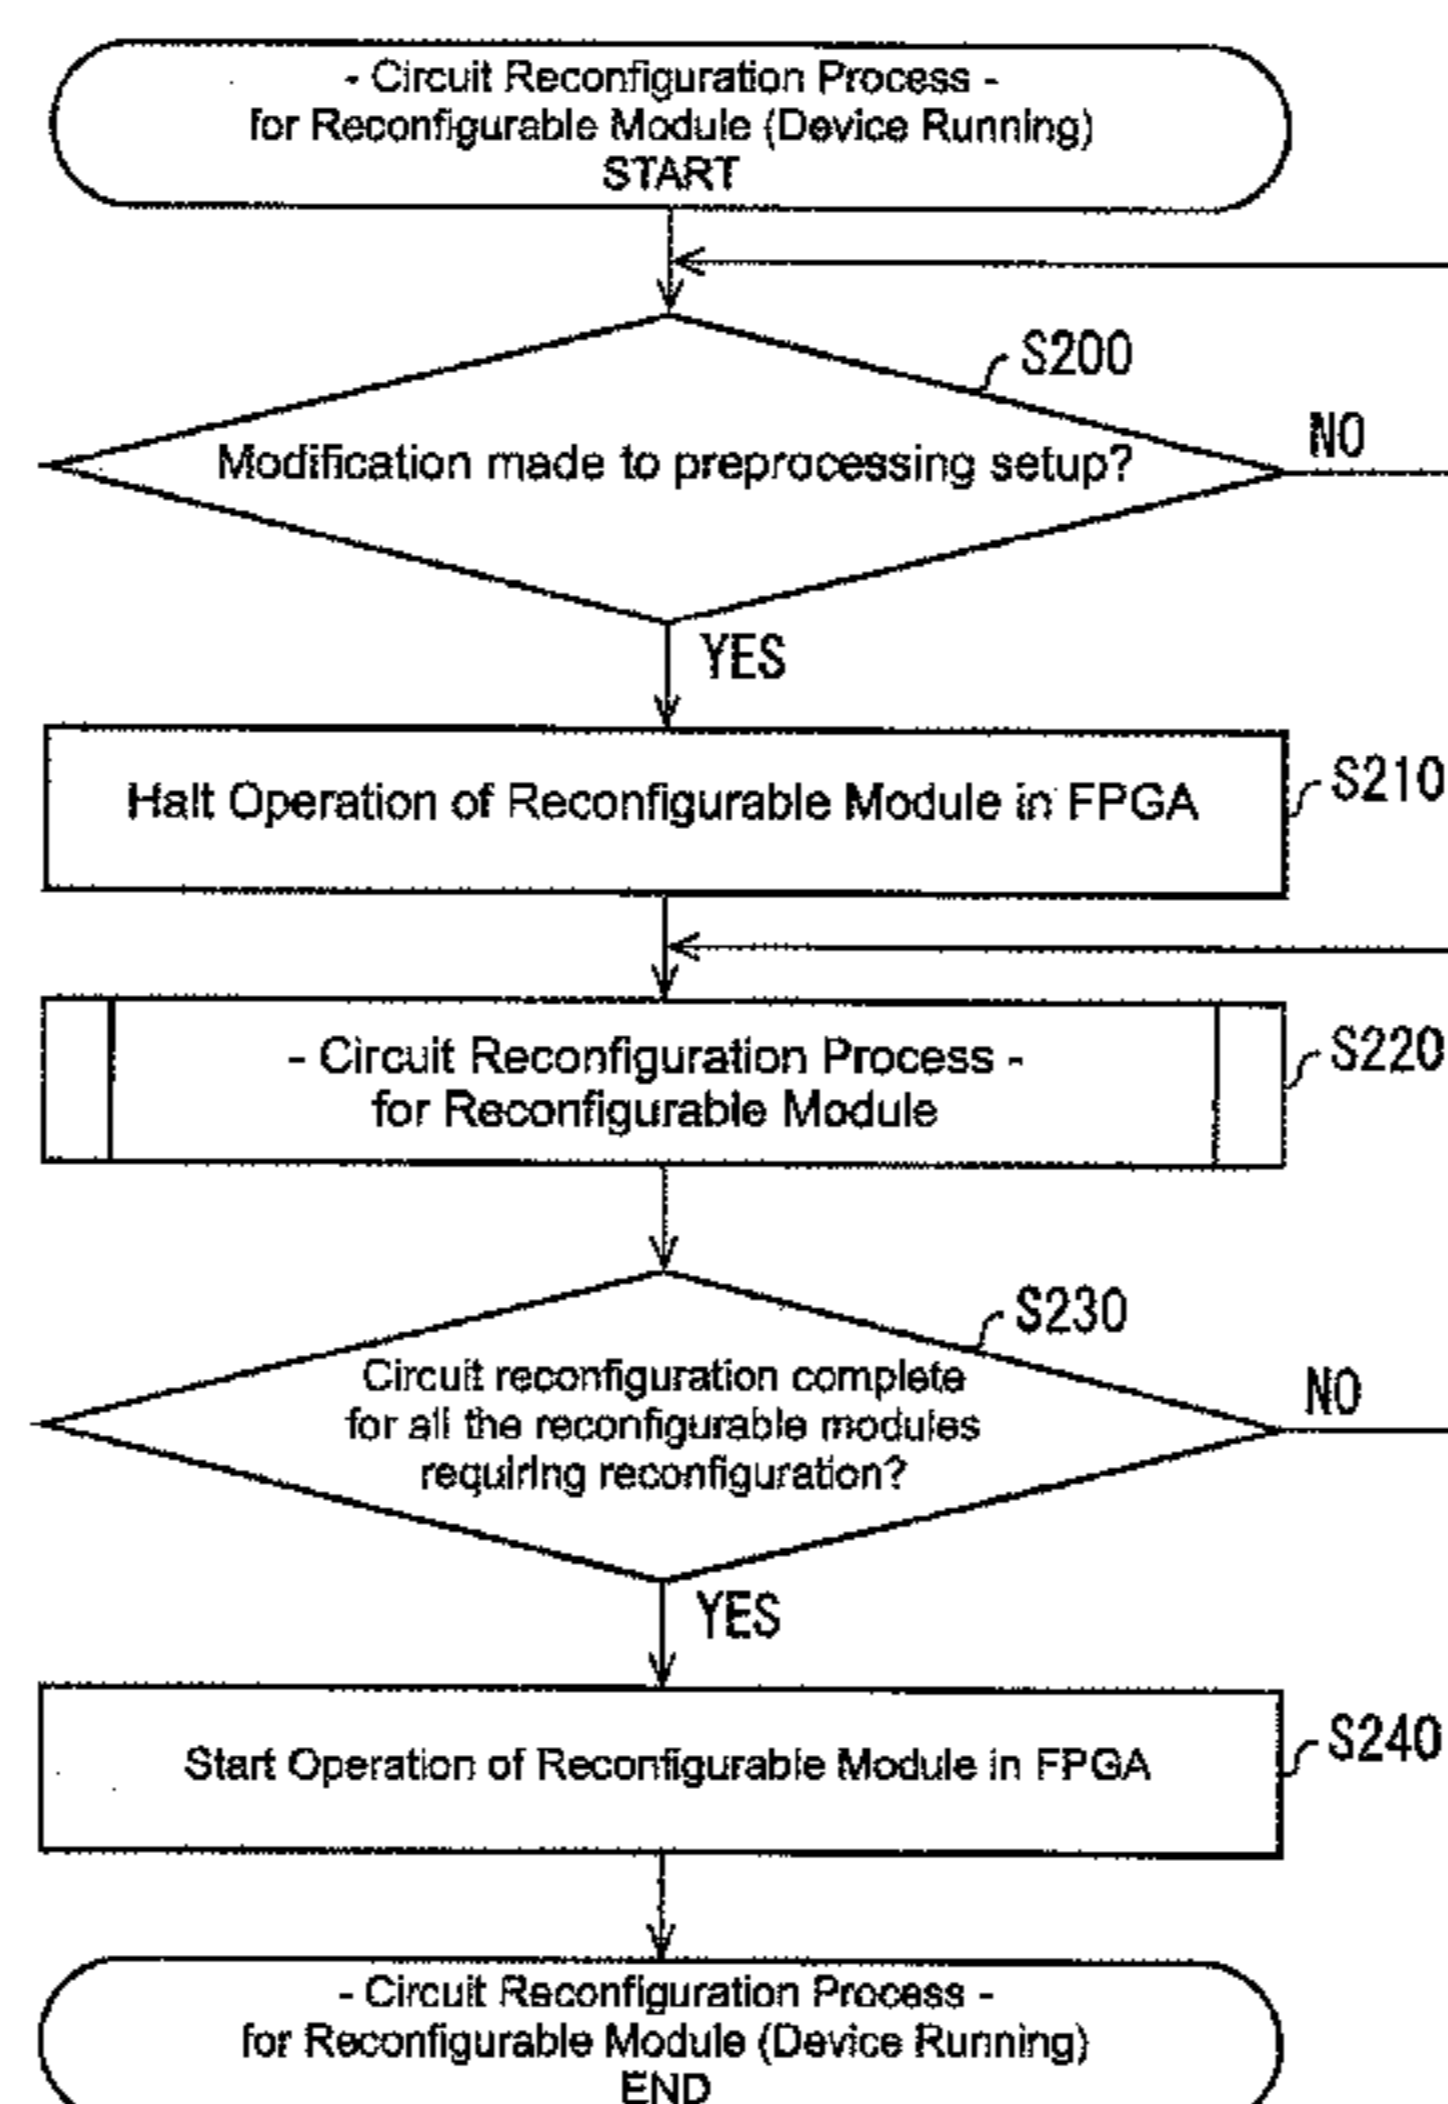 - Circuit Reconfiguration Process -
for Reconfigurable Module (Device Running)
START
S200
Modification made to preprocessing setup?
NO
YES
Halt Operation of Reconfigurable Module in FPGA
S210
- Circuit Reconfiguration Process -
for Reconfigurable Module
S220
S230
Circuit reconfiguration complete
for all the reconfigurable modules
requiring reconfiguration?
NO
YES
Start Operation of Reconfigurable Module in FPGA
S240
- Circuit Reconfiguration Process -
for Reconfigurable Module (Device Running)
END